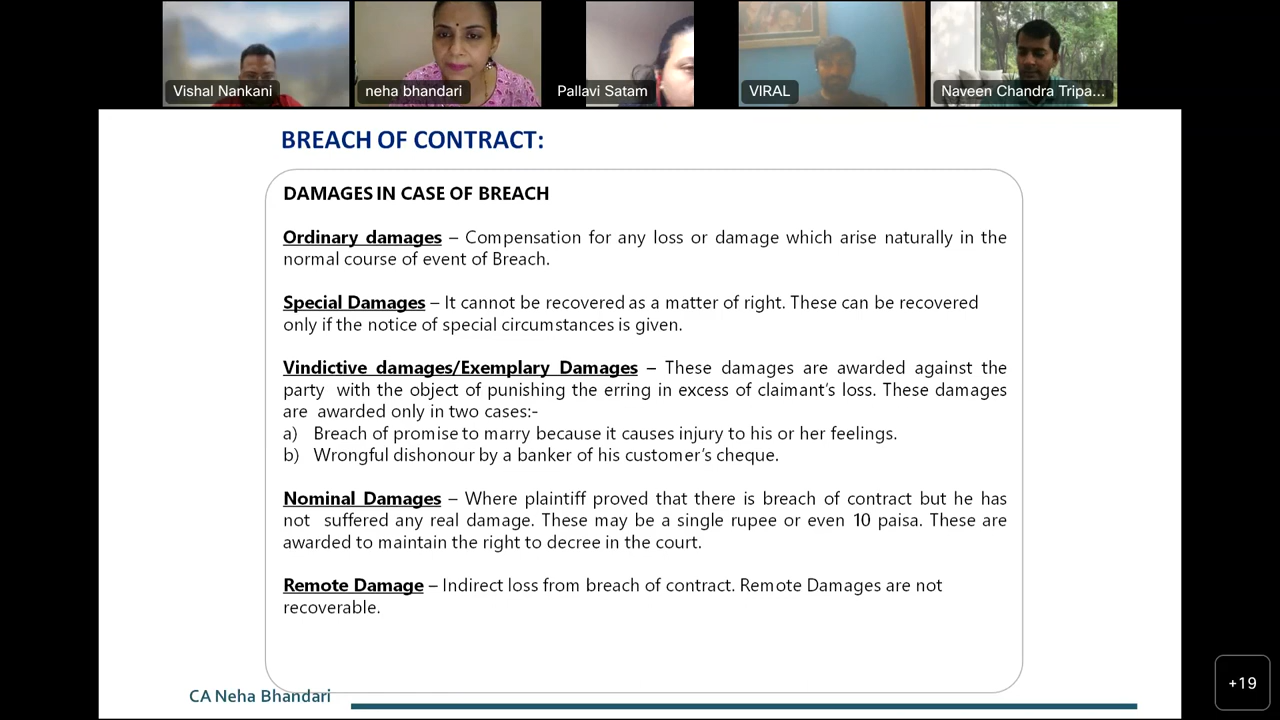 Vishal Nankani
neha bhandari
Pallavi Satam
VIRAL
Naveen Chandra Tripa...
BREACH OF CONTRACT:
DAMAGES IN CASE OF BREACH
Ordinary damages – Compensation for any loss or damage which arise naturally in the
normal course of event of Breach.
Special Damages – It cannot be recovered as a matter of right. These can be recovered
only if the notice of special circumstances is given.
Vindictive damages/Exemplary Damages – These damages are awarded against the
party with the object of punishing the erring in excess of claimant's loss. These damages
are awarded only in two cases:-
a) Breach of promise to marry because it causes injury to his or her feelings.
b) Wrongful dishonour by a banker of his customer's cheque.
Nominal Damages – Where plaintiff proved that there is breach of contract but he has
not suffered any real damage. These may be a single rupee or even 10 paisa. These are
awarded to maintain the right to decree in the court.
Remote Damage – Indirect loss from breach of contract. Remote Damages are not
recoverable.
CA Neha Bhandari
+19